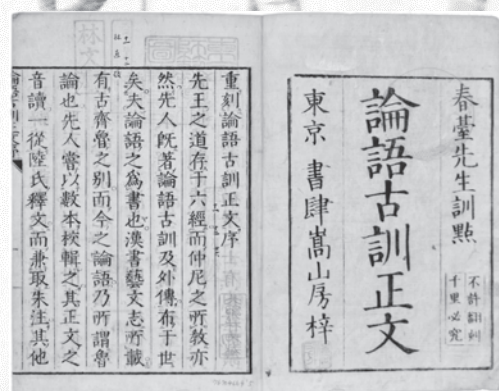 春臺先生訓點
不許翻刻
千里必究
論語古訓正文
東京 書肆嵩山房梓
重刻論語古訓正文序
先王之道存于六經而仲尼之所教亦
然先人既著論語古訓及外傳布于世
矣夫論語之爲書也漢書藝文志所載
有古齊魯之別而今之論語乃所謂魯
論也先人嘗以數本挍輯之其正文之
音讀一從陸氏釋文而兼取朱注其他